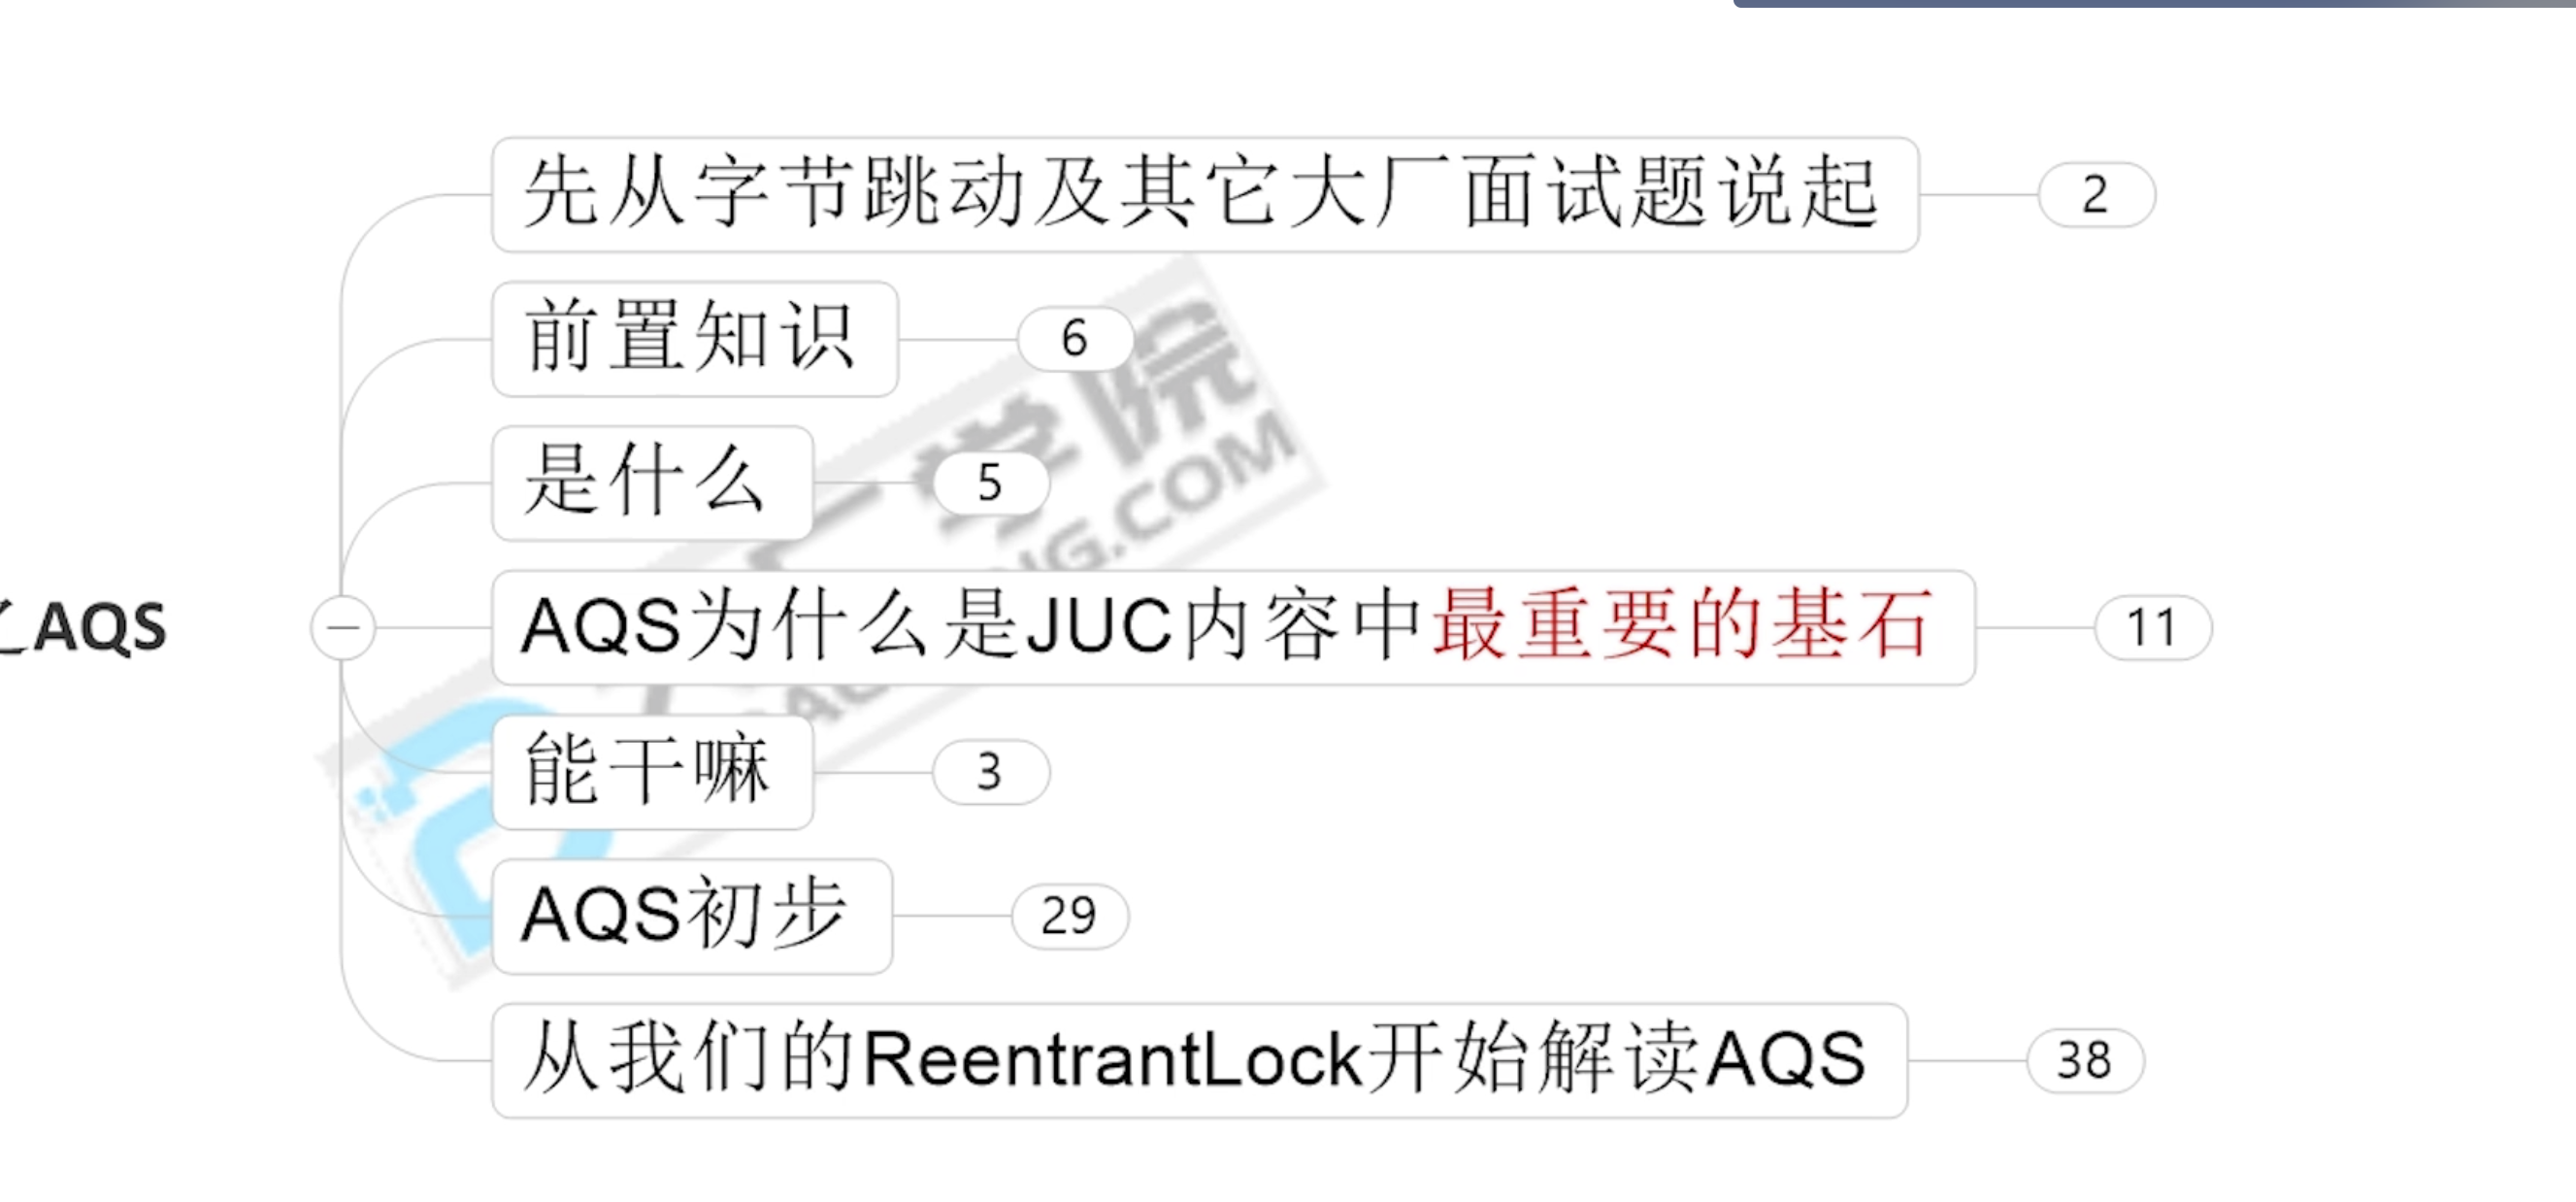 先从字节跳动及其它大厂面试题说起
2
前置知识
6
是什么
5
AQS
AQS为什么是JUC内容中最重要的基石
11
能干嘛
3
AQS初步
29
从我们的ReentrantLock开始解读AQS
38
学院
NG.COM